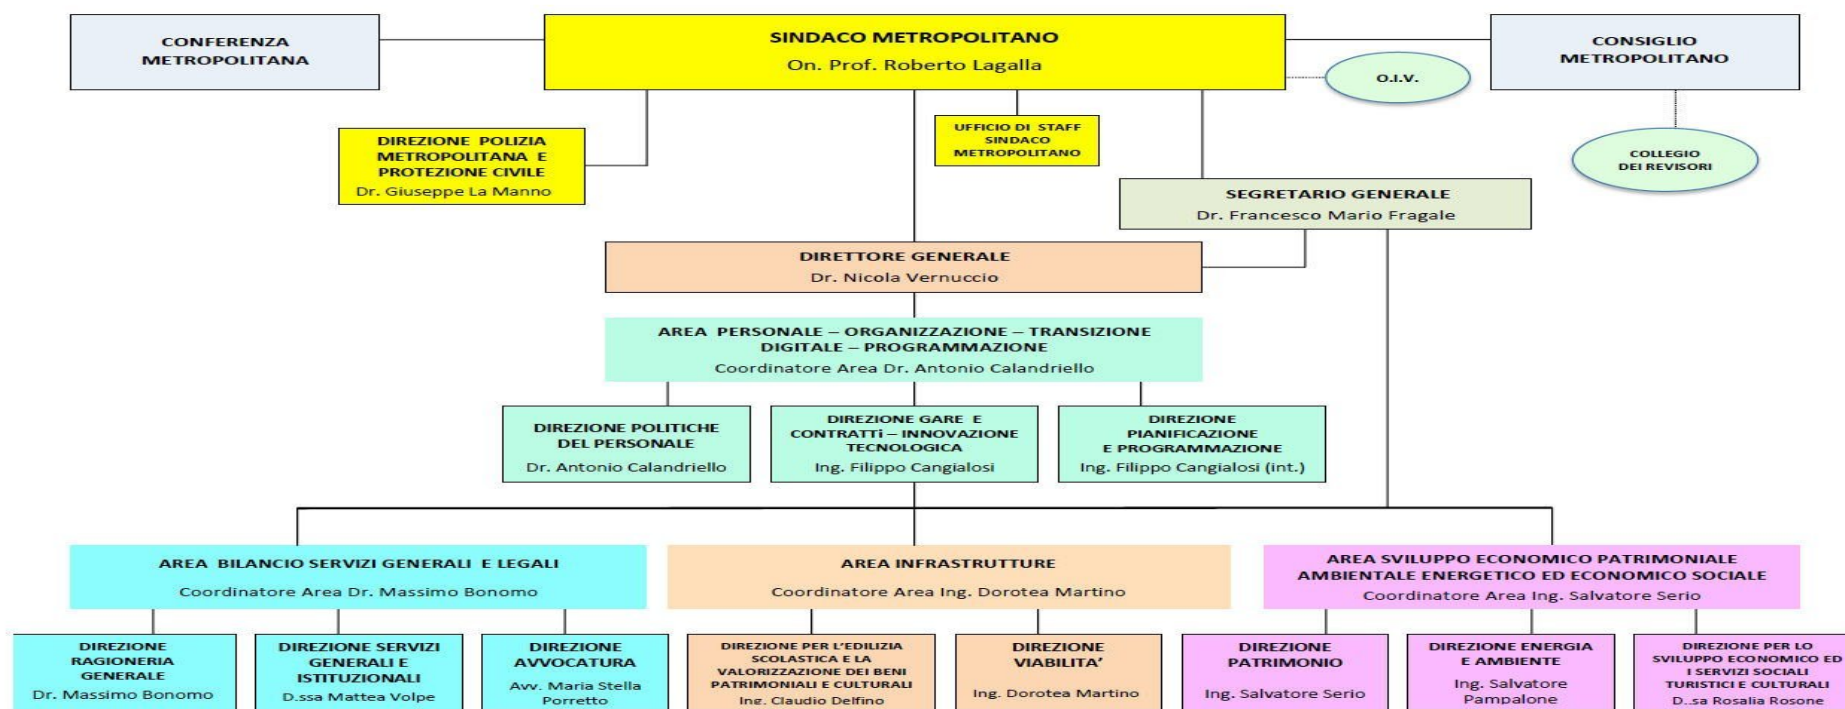 CONFERENZA
METROPOLITANA
SINDACO METROPOLITANO
On. Prof. Roberto Lagalla
CONSIGLIO
METROPOLITANO
O.I.V.
DIREZIONE POLIZIA
METROPOLITANA E
PROTEZIONE CIVILE
Dr. Giuseppe La Manno
UFFICIO DI STAFF
SINDACO
METROPOLITANO
COLLEGIO
DEI REVISORI
SEGRETARIO GENERALE
Dr. Francesco Mario Fragale
DIRETTORE GENERALE
Dr. Nicola Vernuccio
AREA PERSONALE – ORGANIZZAZIONE – TRANSIZIONE
DIGITALE – PROGRAMMAZIONE
Coordinatore Area Dr. Antonio Calandriello
DIREZIONE POLITICHE
DEL PERSONALE
Dr. Antonio Calandriello
DIREZIONE GARE E
CONTRATTi – INNOVAZIONE
TECNOLOGICA
Ing. Filippo Cangialosi
DIREZIONE
PIANIFICAZIONE
E PROGRAMMAZIONE
Ing. Filippo Cangialosi (int.)
AREA BILANCIO SERVIZI GENERALI E LEGALI
Coordinatore Area Dr. Massimo Bonomo
AREA INFRASTRUTTURE
Coordinatore Area Ing. Dorotea Martino
AREA SVILUPPO ECONOMICO PATRIMONIALE
AMBIENTALE ENERGETICO ED ECONOMICO SOCIALE
Coordinatore Area Ing. Salvatore Serio
DIREZIONE
RAGIONERIA
GENERALE
Dr. Massimo Bonomo
DIREZIONE SERVIZI
GENERALI E
ISTITUZIONALI
D.ssa Mattea Volpe
DIREZIONE
AVVOCATURA
Avv. Maria Stella
Porretto
DIREZIONE PER L'EDILIZIA
SCOLASTICA E LA
VALORIZZAZIONE DEI BENI
PATRIMONIALI E CULTURALI
Ing. Claudio Delfino
DIREZIONE
VIABILITA'
Ing. Dorotea Martino
DIREZIONE
PATRIMONIO
Ing. Salvatore Serio
DIREZIONE ENERGIA
E AMBIENTE
Ing. Salvatore
Pampalone
DIREZIONE PER LO
SVILUPPO ECONOMICO ED
I SERVIZI SOCIALI
TURISTICI E CULTURALI
D..sa Rosalia Rosone